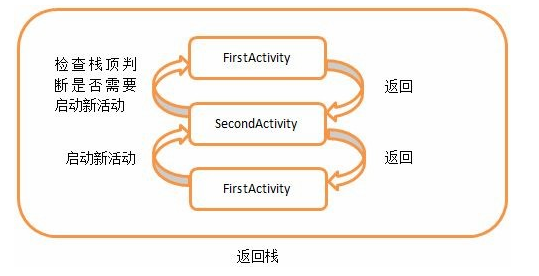 FirstActivity
检查栈顶判
断是否需要
启动新活动
返回
SecondActivity
启动新活动
返回
FirstActivity
返回栈